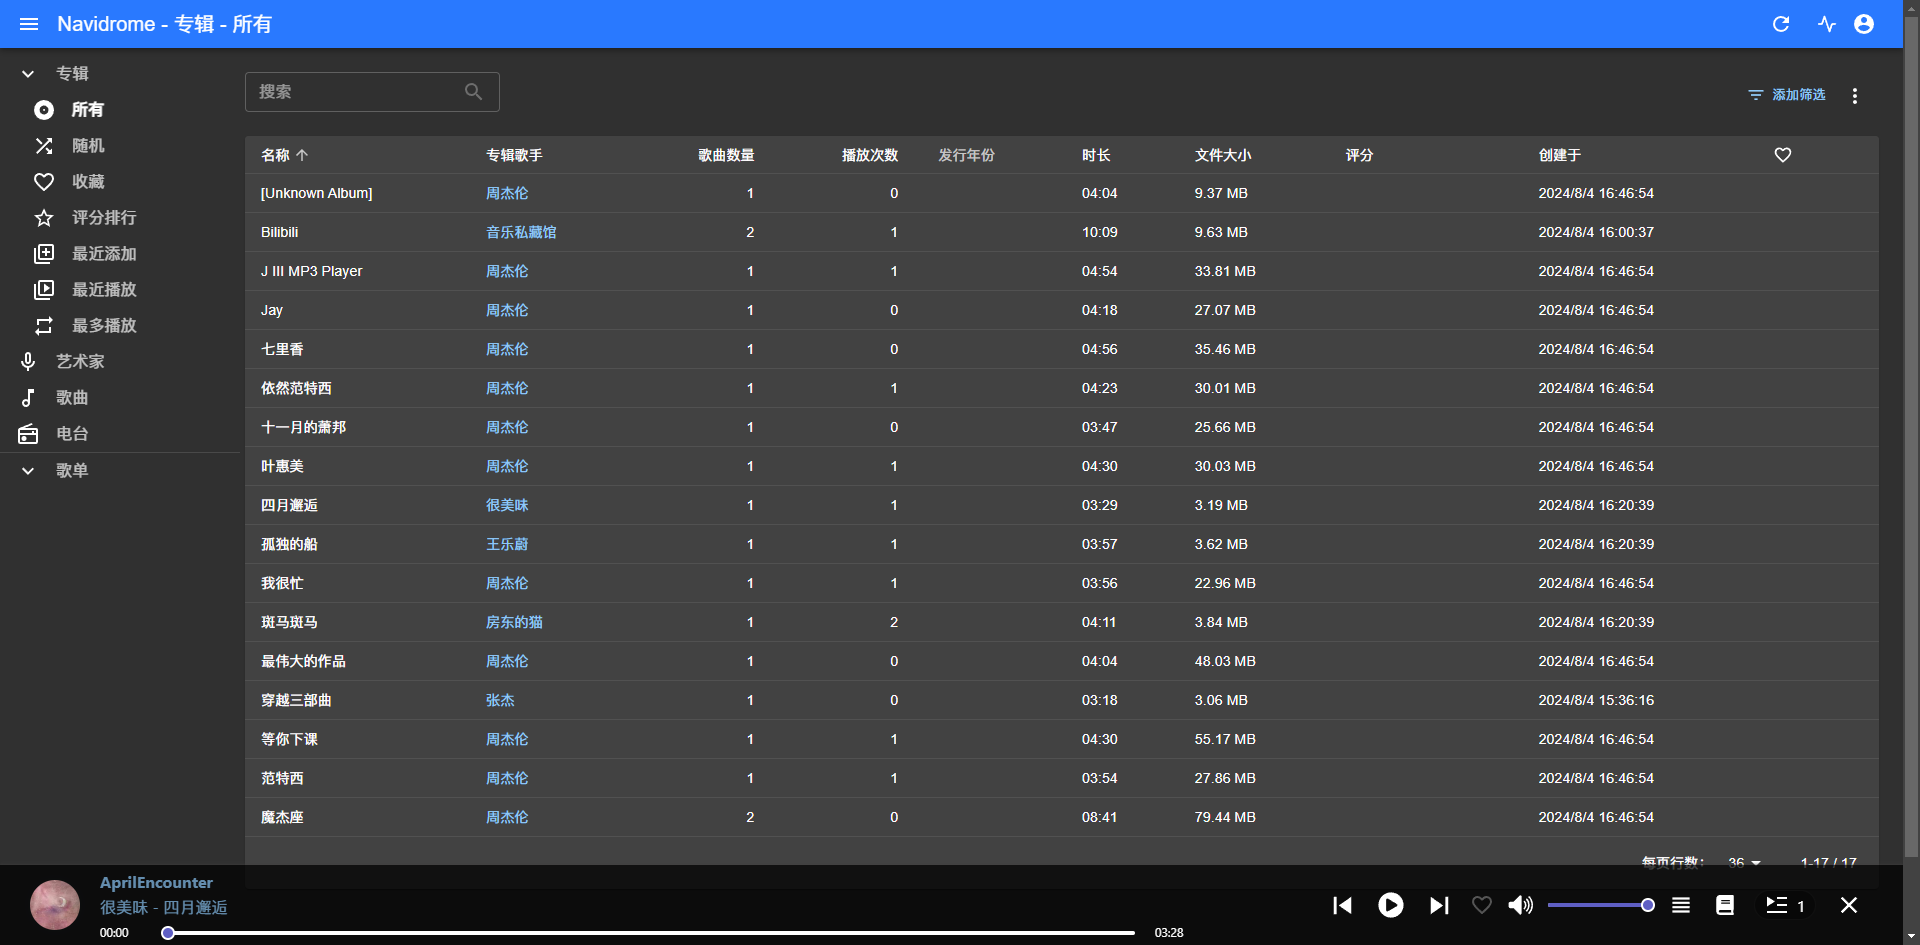 Navidrome - 专辑 - 所有
专辑
所有
随机
收藏
评分排行
最近添加
最近播放
最多播放
艺术家
歌曲
电台
歌单
搜索
添加筛选
名称 专辑歌手 歌曲数量 播放次数 发行年份 时长 文件大小 评分 创建于
[Unknown Album] 周杰伦 1 0 04:04 9.37 MB 2024/8/4 16:46:54
Bilibili 音乐私藏馆 2 1 10:09 9.63 MB 2024/8/4 16:00:37
J III MP3 Player 周杰伦 1 1 04:54 33.81 MB 2024/8/4 16:46:54
Jay 周杰伦 1 0 04:18 27.07 MB 2024/8/4 16:46:54
七里香 周杰伦 1 0 04:56 35.46 MB 2024/8/4 16:46:54
依然范特西 周杰伦 1 1 04:23 30.01 MB 2024/8/4 16:46:54
十一月的萧邦 周杰伦 1 0 03:47 25.66 MB 2024/8/4 16:46:54
叶惠美 周杰伦 1 1 04:30 30.03 MB 2024/8/4 16:46:54
四月邂逅 很美味 1 1 03:29 3.19 MB 2024/8/4 16:20:39
孤独的船 王乐蔚 1 1 03:57 3.62 MB 2024/8/4 16:20:39
我很忙 周杰伦 1 1 03:56 22.96 MB 2024/8/4 16:46:54
斑马斑马 房东的猫 1 2 04:11 3.84 MB 2024/8/4 16:20:39
最伟大的作品 周杰伦 1 0 04:04 48.03 MB 2024/8/4 16:46:54
穿越三部曲 张杰 1 0 03:18 3.06 MB 2024/8/4 15:36:16
等你下课 周杰伦 1 1 04:30 55.17 MB 2024/8/4 16:46:54
范特西 周杰伦 1 1 03:54 27.86 MB 2024/8/4 16:46:54
魔杰座 周杰伦 2 0 08:41 79.44 MB 2024/8/4 16:46:54
每页行数: 36 1-17 / 17
AprilEncounter
很美味 - 四月邂逅
00:00 03:28
1